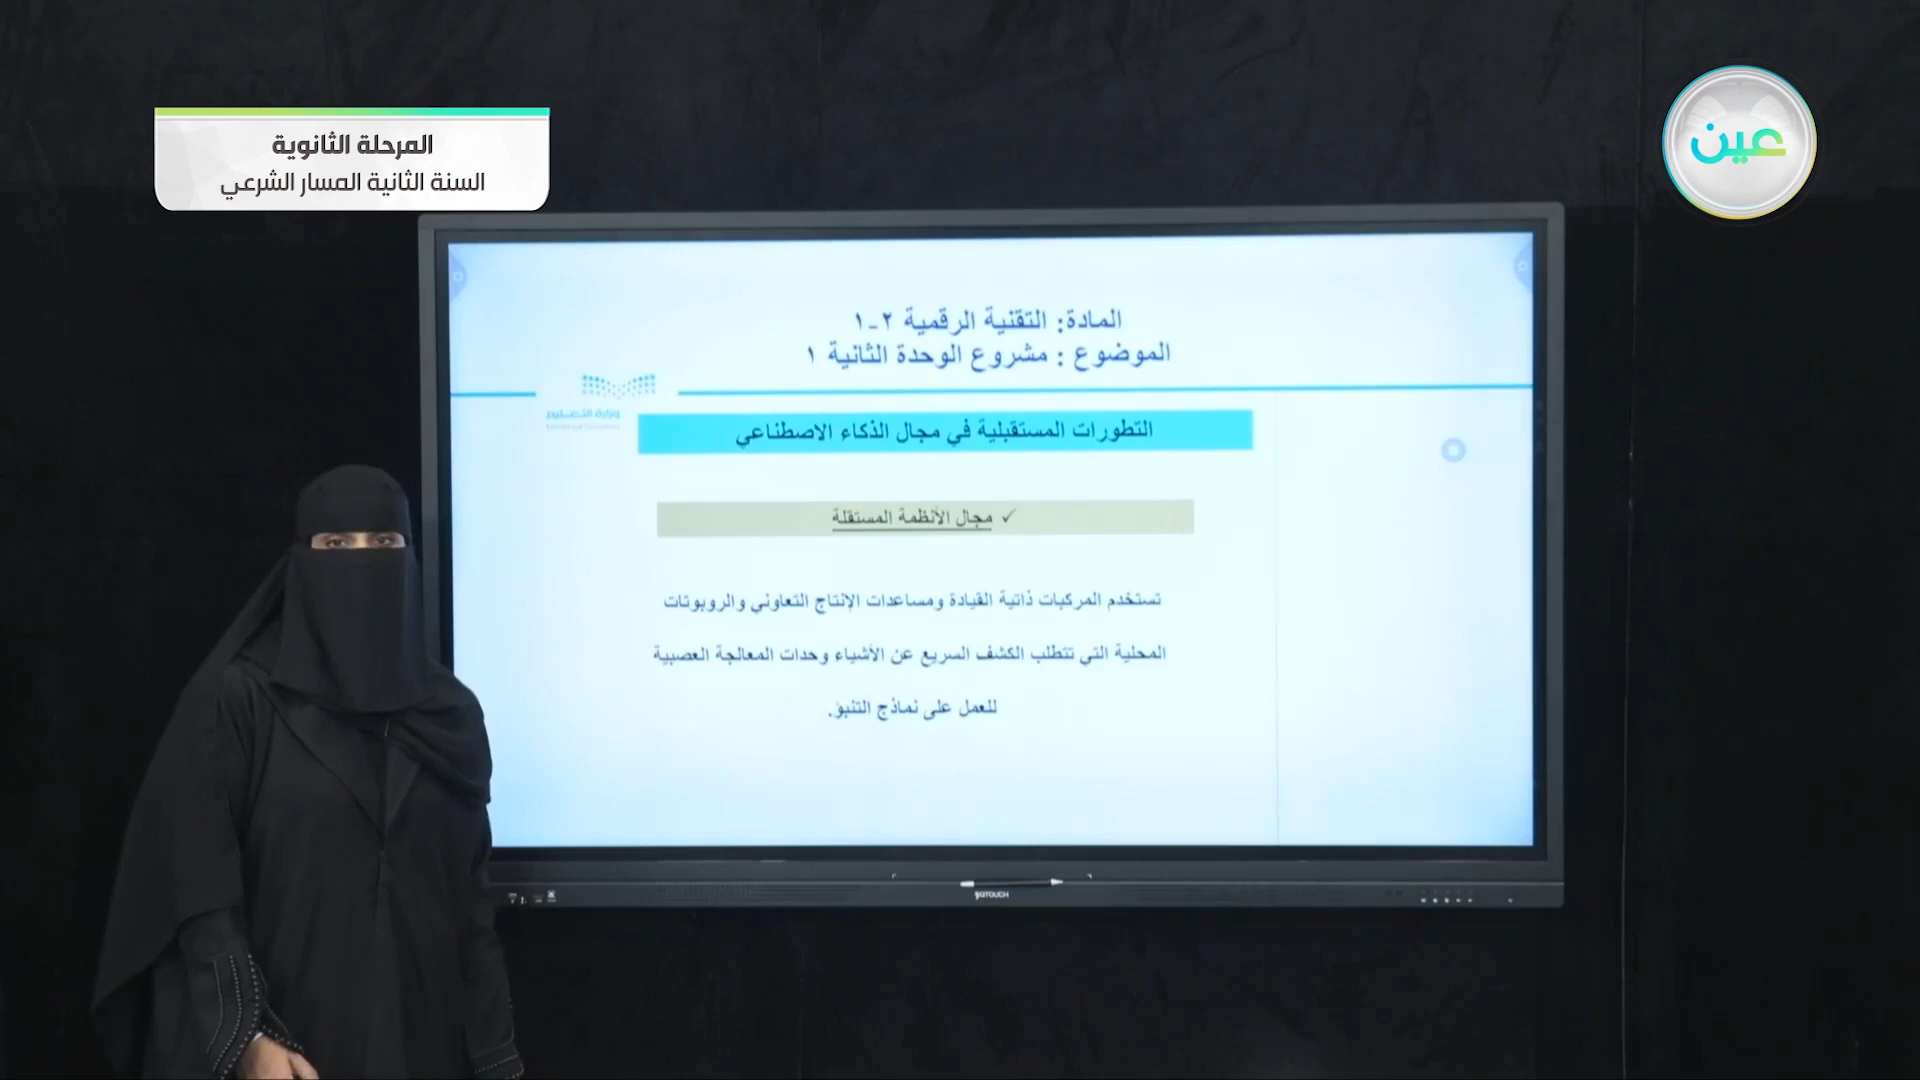 المرحلة الثانوية
السنة الثانية المسار الشرعي
عين
المادة: التقنية الرقمية ٢-١
الموضوع : مشروع الوحدة الثانية ١
وزارة التعليم
التطورات المستقبلية في مجال الذكاء الاصطناعي
✓ مجال الأنظمة المستقلة
تستخدم المركبات ذاتية القيادة ومساعدات الإنتاج التعاوني والروبوتات
المحلية التي تتطلب الكشف السريع عن الأشياء وحدات المعالجة العصبية
للعمل على نماذج التنبؤ.